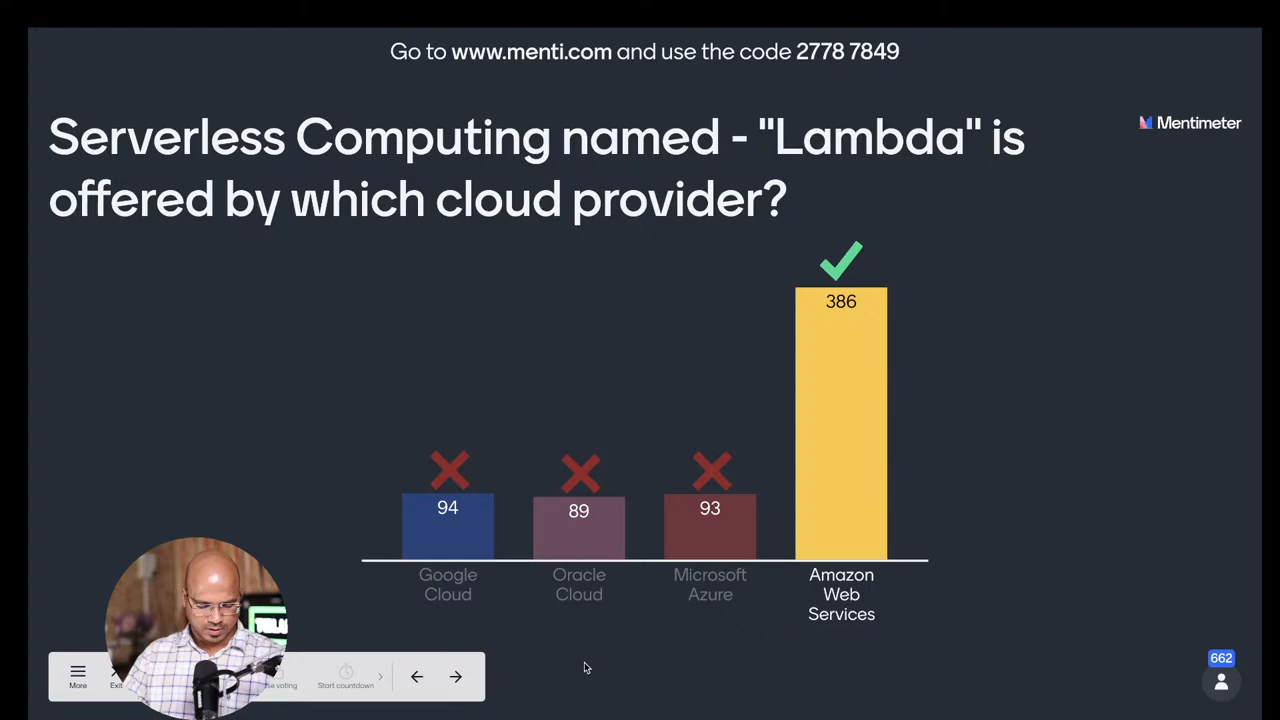 Go to www.menti.com and use the code 2778 7849
Mentimeter
Serverless Computing named - "Lambda" is
offered by which cloud provider?
386
94
89
93
Google
Cloud
Oracle
Cloud
Microsoft
Azure
Amazon
Web
Services
More
Exit
voting
Start countdown
662